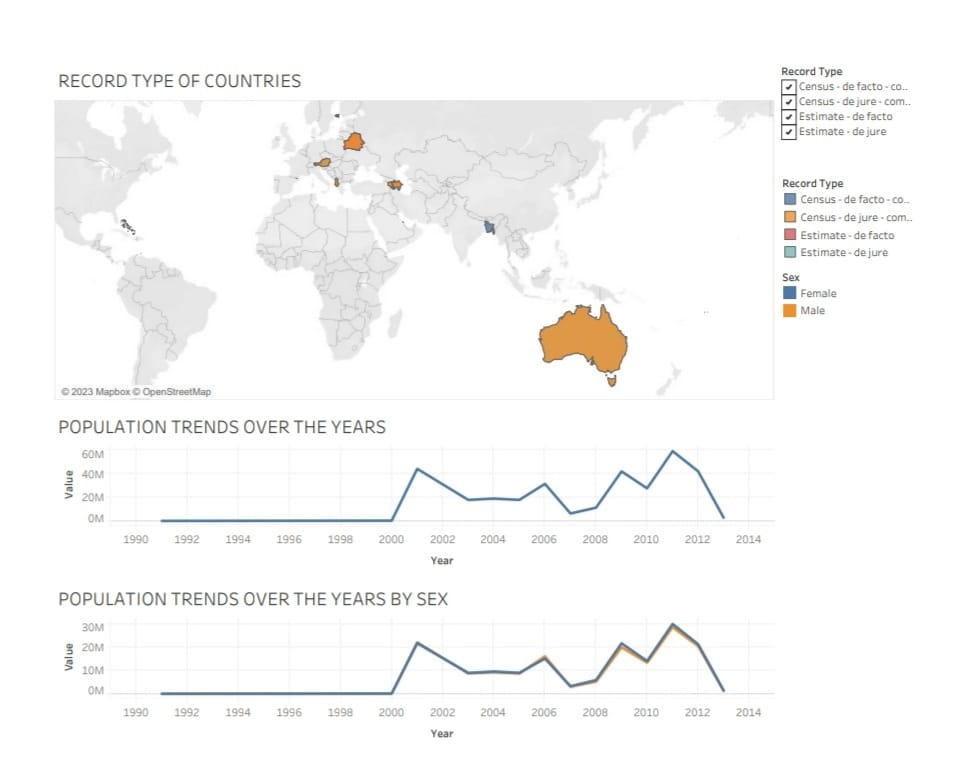 RECORD TYPE OF COUNTRIES
Record Type
Census - de facto - co..
Census - de jure - com..
Estimate - de facto
Estimate - de jure
Record Type
Census - de facto - co..
Census - de jure - com..
Estimate - de facto
Estimate - de jure
Sex
Female
Male
© 2023 Mapbox © OpenStreetMap
POPULATION TRENDS OVER THE YEARS
60M
40M
20M
0M
Value
1990 1992 1994 1996 1998 2000 2002 2004 2006 2008 2010 2012 2014
Year
POPULATION TRENDS OVER THE YEARS BY SEX
30M
20M
10M
0M
Value
1990 1992 1994 1996 1998 2000 2002 2004 2006 2008 2010 2012 2014
Year